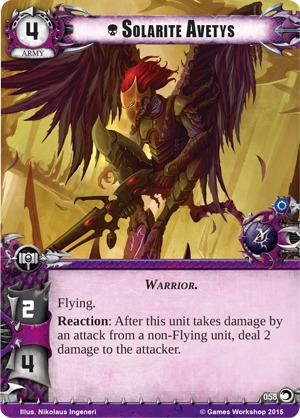 4
ARMY
Solarite Avetys
Warrior.
2
Flying.
Reaction: After this unit takes damage by
an attack from a non-Flying unit, deal 2
damage to the attacker.
4
058
Illus. Nikolaus Ingeneri
© Games Workshop 2015